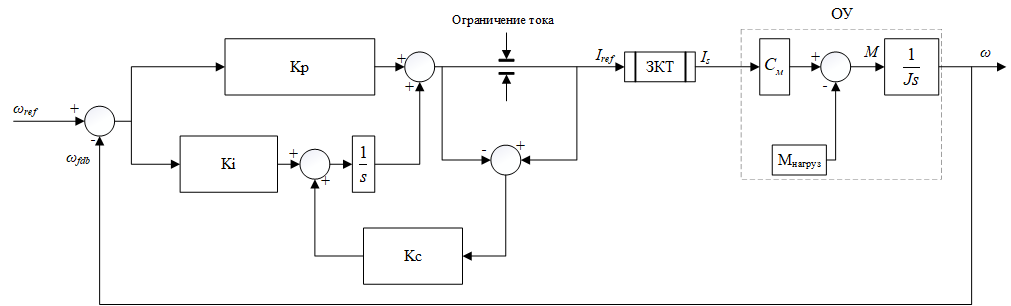 ОУ
Ограничение тока
Kp
+
+
I_ref
ЗКТ
I_s
C_м
+
-
M
1
Js
ω
ω_ref
+
-
ω_fdb
Ki
+
+
1
s
-
+
M_нагруз
Kc